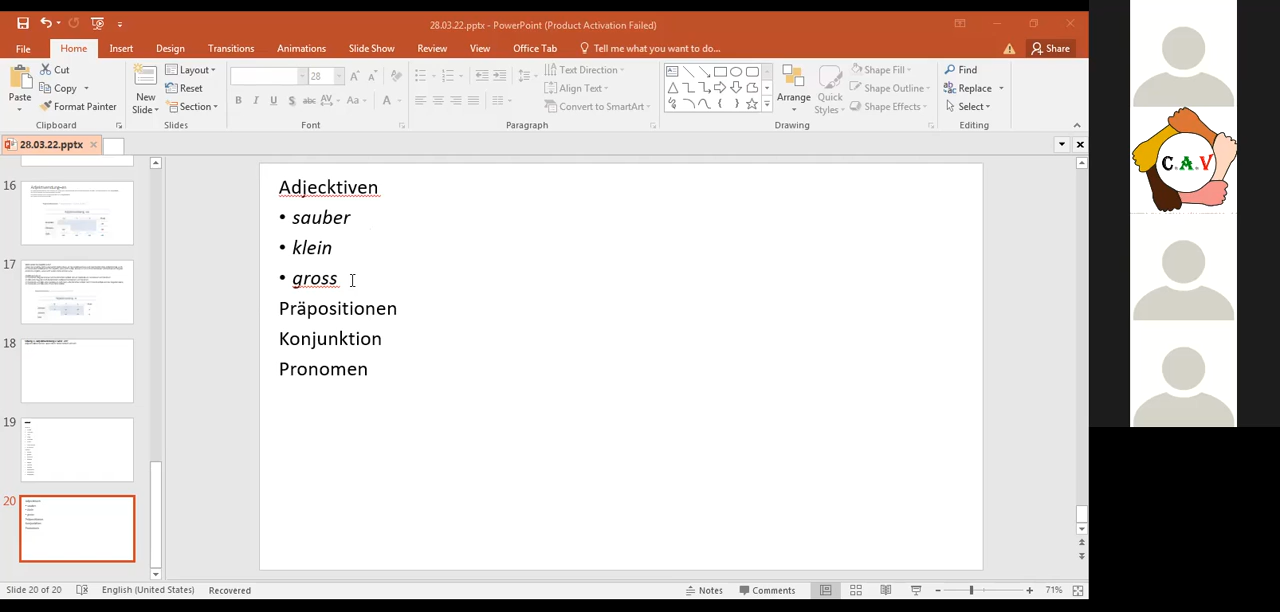 28.03.22.pptx - PowerPoint (Product Activation Failed)
File Home Insert Design Transitions Animations Slide Show Review View Office Tab Tell me what you want to do... Share
Paste
Cut
Copy
Format Painter
Clipboard
New
Slide
Layout
Reset
Section
Slides
28
B I U S abc AV Aa A
Font
Text Direction
Align Text
Convert to SmartArt
Paragraph
Arrange
Quick
Styles
Shape Fill
Shape Outline
Shape Effects
Drawing
Find
Replace
Select
Editing
28.03.22.pptx
16
17
18
19
20
Adjecktiven
• sauber
• klein
• gross
Präpositionen
Konjunktion
Pronomen
C.A.V
Slide 20 of 20 English (United States) Recovered Notes Comments 71%